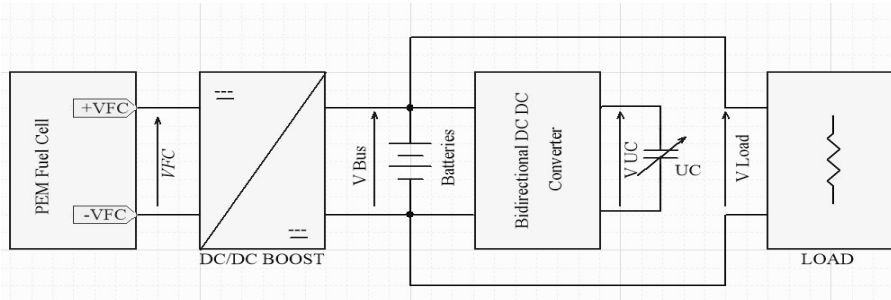 PEM Fuel Cell
+VFC
-VFC
VFC
DC/DC BOOST
V Bus
Batteries
Bidirectional DC DC
Converter
V UC
UC
V Load
LOAD